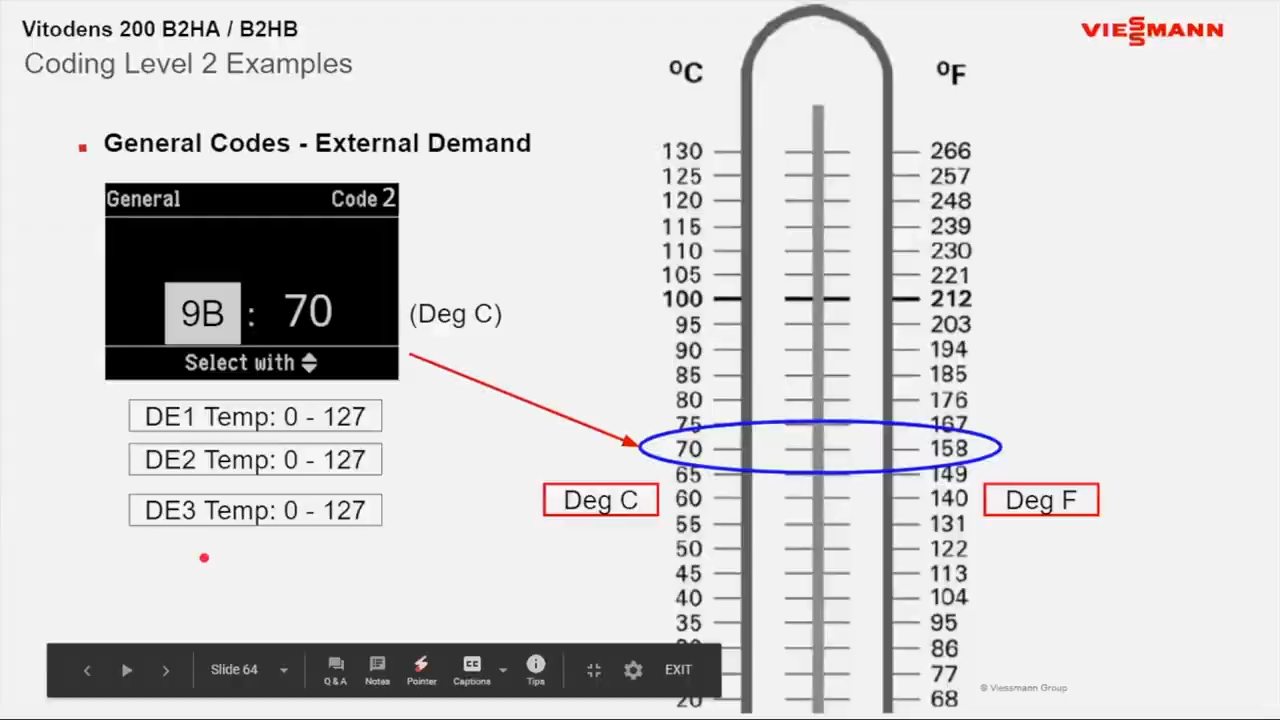 Vitodens 200 B2HA / B2HB
Coding Level 2 Examples
VIESSMANN
General Codes - External Demand
General Code 2
9B : 70
(Deg C)
Select with
DE1 Temp: 0 - 127
DE2 Temp: 0 - 127
DE3 Temp: 0 - 127
ºC ºF
130 266
125 257
120 248
115 239
110 230
105 221
100 212
95 203
90 194
85 185
80 176
75 167
70 158
65 149
60 140
Deg C
Deg F
55 131
50 122
45 113
40 104
35 95
86
77
20 68
Slide 64
Q & A
Notes
Pointer
CC
Captions
Tips
EXIT
© Viessmann Group